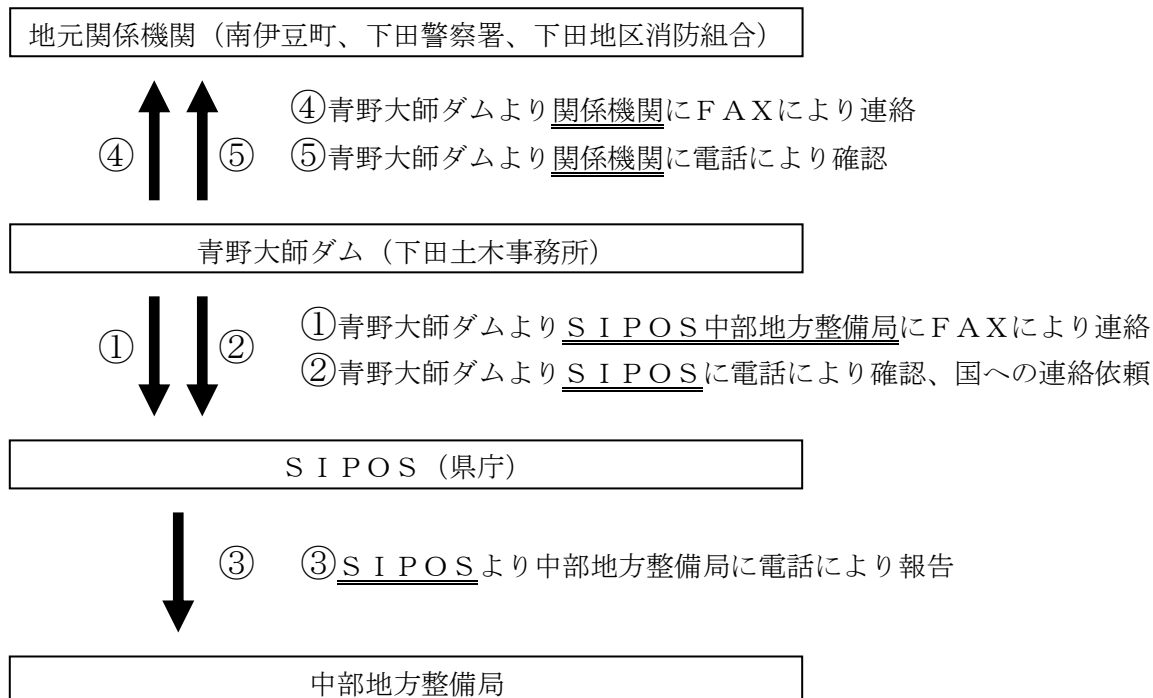 地元関係機関(南伊豆町、下田警察署、下田地区消防組合)
④ ⑤ ④青野大師ダムより関係機関にFAXにより連絡
⑤青野大師ダムより関係機関に電話により確認
青野大師ダム(下田土木事務所)
① ② ①青野大師ダムよりSIPOS中部地方整備局にFAXにより連絡
②青野大師ダムよりSIPOSに電話により確認、国への連絡依頼
SIPOS(県庁)
③ ③SIPOSより中部地方整備局に電話により報告
中部地方整備局